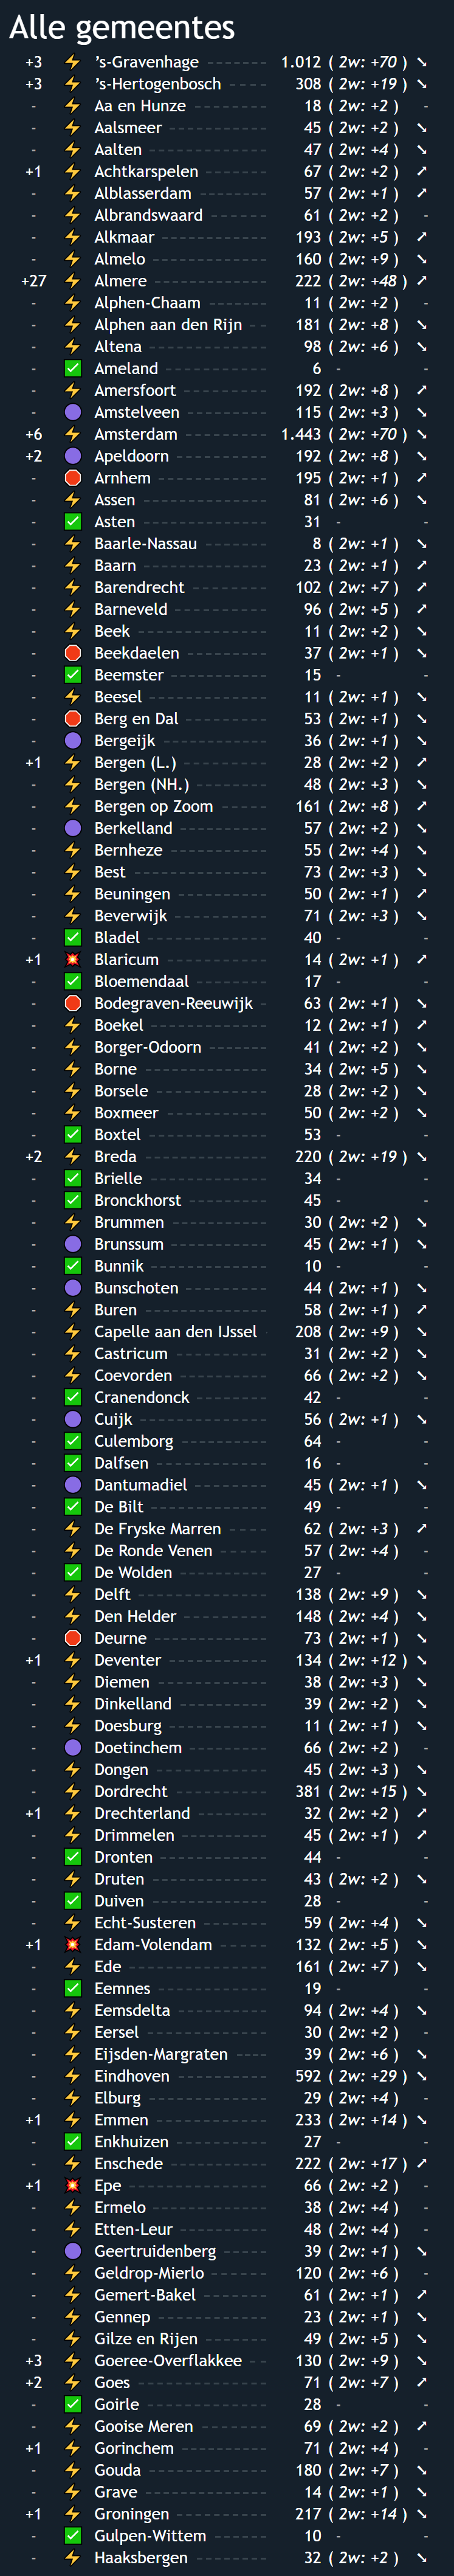 Alle gemeentes
+3 ’s-Gravenhage 1.012 ( 2w: +70 ) ➘
+3 ’s-Hertogenbosch 308 ( 2w: +19 ) ➘
- Aa en Hunze 18 ( 2w: +2 ) -
- Aalsmeer 45 ( 2w: +2 ) ➘
- Aalten 47 ( 2w: +4 ) ➘
+1 Achtkarspelen 67 ( 2w: +2 ) ➚
- Alblasserdam 57 ( 2w: +1 ) ➚
- Albrandswaard 61 ( 2w: +2 ) -
- Alkmaar 193 ( 2w: +5 ) ➚
- Almelo 160 ( 2w: +9 ) ➘
+27 Almere 222 ( 2w: +48 ) ➚
- Alphen-Chaam 11 ( 2w: +2 ) -
- Alphen aan den Rijn 181 ( 2w: +8 ) ➘
- Altena 98 ( 2w: +6 ) ➘
- Ameland 6 - -
- Amersfoort 192 ( 2w: +8 ) ➚
- Amstelveen 115 ( 2w: +3 ) ➘
+6 Amsterdam 1.443 ( 2w: +70 ) ➘
+2 Apeldoorn 192 ( 2w: +8 ) ➘
- Arnhem 195 ( 2w: +1 ) ➚
- Assen 81 ( 2w: +6 ) ➘
- Asten 31 - -
- Baarle-Nassau 8 ( 2w: +1 ) ➘
- Baarn 23 ( 2w: +1 ) ➚
- Barendrecht 102 ( 2w: +7 ) ➚
- Barneveld 96 ( 2w: +5 ) ➚
- Beek 11 ( 2w: +2 ) ➘
- Beekdaelen 37 ( 2w: +1 ) ➘
- Beemster 15 - -
- Beesel 11 ( 2w: +1 ) ➘
- Berg en Dal 53 ( 2w: +1 ) ➘
- Bergeijk 36 ( 2w: +1 ) ➘
+1 Bergen (L.) 28 ( 2w: +2 ) ➚
- Bergen (NH.) 48 ( 2w: +3 ) ➘
- Bergen op Zoom 161 ( 2w: +8 ) ➚
- Berkelland 57 ( 2w: +2 ) ➘
- Bernheze 55 ( 2w: +4 ) ➘
- Best 73 ( 2w: +3 ) ➘
- Beuningen 50 ( 2w: +1 ) ➚
- Beverwijk 71 ( 2w: +3 ) ➘
- Bladel 40 - -
+1 Blaricum 14 ( 2w: +1 ) ➚
- Bloemendaal 17 - -
- Bodegraven-Reeuwijk 63 ( 2w: +1 ) ➘
- Boekel 12 ( 2w: +1 ) ➚
- Borger-Odoorn 41 ( 2w: +2 ) ➘
- Borne 34 ( 2w: +5 ) ➘
- Borsele 28 ( 2w: +2 ) ➘
- Boxmeer 50 ( 2w: +2 ) ➘
- Boxtel 53 - -
+2 Breda 220 ( 2w: +19 ) ➘
- Brielle 34 - -
- Bronckhorst 45 - -
- Brummen 30 ( 2w: +2 ) ➘
- Brunssum 45 ( 2w: +1 ) ➘
- Bunnik 10 - -
- Bunschoten 44 ( 2w: +1 ) ➘
- Buren 58 ( 2w: +1 ) ➚
- Capelle aan den IJssel 208 ( 2w: +9 ) ➘
- Castricum 31 ( 2w: +2 ) ➘
- Coevorden 66 ( 2w: +2 ) ➘
- Cranendonck 42 - -
- Cuijk 56 ( 2w: +1 ) ➘
- Culemborg 64 - -
- Dalfsen 16 - -
- Dantumadiel 45 ( 2w: +1 ) ➘
- De Bilt 49 - -
- De Fryske Marren 62 ( 2w: +3 ) ➚
- De Ronde Venen 57 ( 2w: +4 ) -
- De Wolden 27 - -
- Delft 138 ( 2w: +9 ) ➘
- Den Helder 148 ( 2w: +4 ) ➘
- Deurne 73 ( 2w: +1 ) ➘
+1 Deventer 134 ( 2w: +12 ) ➘
- Diemen 38 ( 2w: +3 ) ➘
- Dinkelland 39 ( 2w: +2 ) ➘
- Doesburg 11 ( 2w: +1 ) ➘
- Doetinchem 66 ( 2w: +2 ) -
- Dongen 45 ( 2w: +3 ) ➘
- Dordrecht 381 ( 2w: +15 ) ➘
+1 Drechterland 32 ( 2w: +2 ) ➚
- Drimmelen 45 ( 2w: +1 ) ➚
- Dronten 44 - -
- Druten 43 ( 2w: +2 ) ➘
- Duiven 28 - -
- Echt-Susteren 59 ( 2w: +4 ) ➘
+1 Edam-Volendam 132 ( 2w: +5 ) ➘
- Ede 161 ( 2w: +7 ) ➘
- Eemnes 19 - -
- Eemsdelta 94 ( 2w: +4 ) ➘
- Eersel 30 ( 2w: +2 ) -
- Eijsden-Margraten 39 ( 2w: +6 ) ➘
- Eindhoven 592 ( 2w: +29 ) ➘
- Elburg 29 ( 2w: +4 ) -
+1 Emmen 233 ( 2w: +14 ) ➘
- Enkhuizen 27 - -
- Enschede 222 ( 2w: +17 ) ➚
+1 Epe 66 ( 2w: +2 ) -
- Ermelo 38 ( 2w: +4 ) -
- Etten-Leur 48 ( 2w: +4 ) -
- Geertruidenberg 39 ( 2w: +1 ) ➘
- Geldrop-Mierlo 120 ( 2w: +6 ) -
- Gemert-Bakel 61 ( 2w: +1 ) ➚
- Gennep 23 ( 2w: +1 ) ➘
- Gilze en Rijen 49 ( 2w: +5 ) ➘
+3 Goeree-Overflakkee 130 ( 2w: +9 ) ➘
+2 Goes 71 ( 2w: +7 ) ➚
- Goirle 28 - -
- Gooise Meren 69 ( 2w: +2 ) ➚
+1 Gorinchem 71 ( 2w: +4 ) -
- Gouda 180 ( 2w: +7 ) ➘
- Grave 14 ( 2w: +1 ) ➘
+1 Groningen 217 ( 2w: +14 ) ➘
- Gulpen-Wittem 10 - -
- Haaksbergen 32 ( 2w: +2 ) ➘